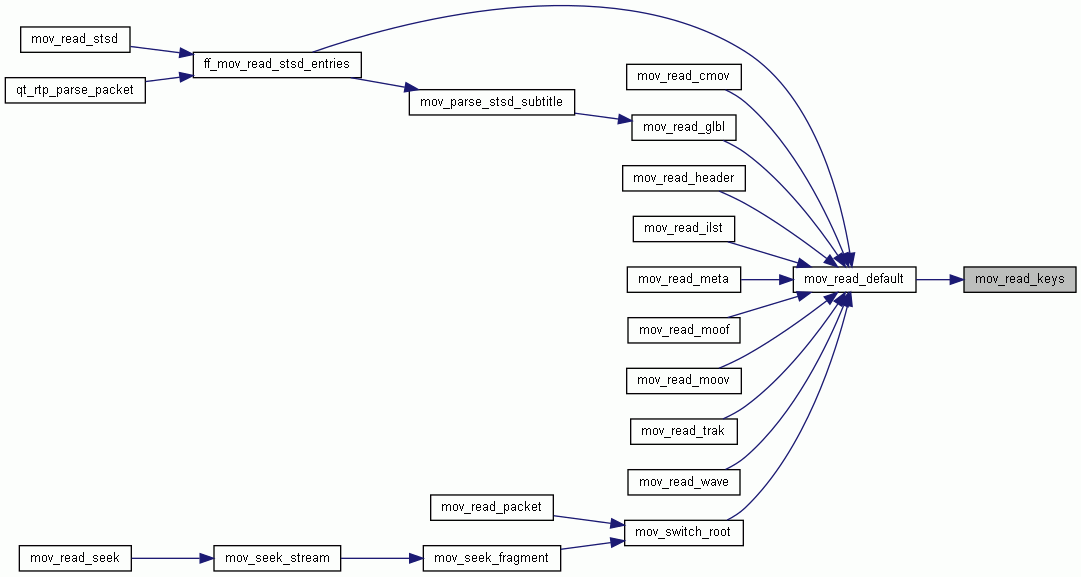 mov_read_stsd
ff_mov_read_stsd_entries
mov_read_cmov
qt_rtp_parse_packet
mov_parse_stsd_subtitle
mov_read_glbl
mov_read_header
mov_read_ilst
mov_read_meta
mov_read_default
mov_read_keys
mov_read_moof
mov_read_moov
mov_read_trak
mov_read_wave
mov_read_packet
mov_switch_root
mov_read_seek
mov_seek_stream
mov_seek_fragment